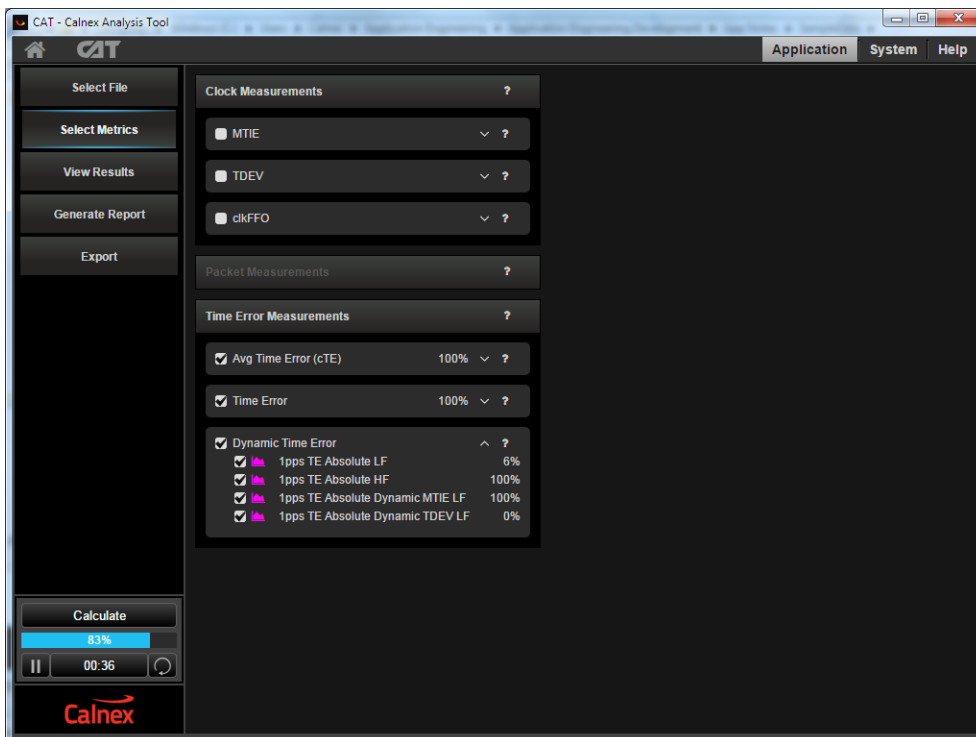 CAT - Calnex Analysis Tool
CAT
Application System Help
Select File
Select Metrics
View Results
Generate Report
Export
Clock Measurements ?
MTIE ?
TDEV ?
clkFFO ?
Packet Measurements ?
Time Error Measurements ?
Avg Time Error (cTE) 100% ?
Time Error 100% ?
Dynamic Time Error ?
1pps TE Absolute LF 6%
1pps TE Absolute HF 100%
1pps TE Absolute Dynamic MTIE LF 100%
1pps TE Absolute Dynamic TDEV LF 0%
Calculate
83%
00:36
Calnex